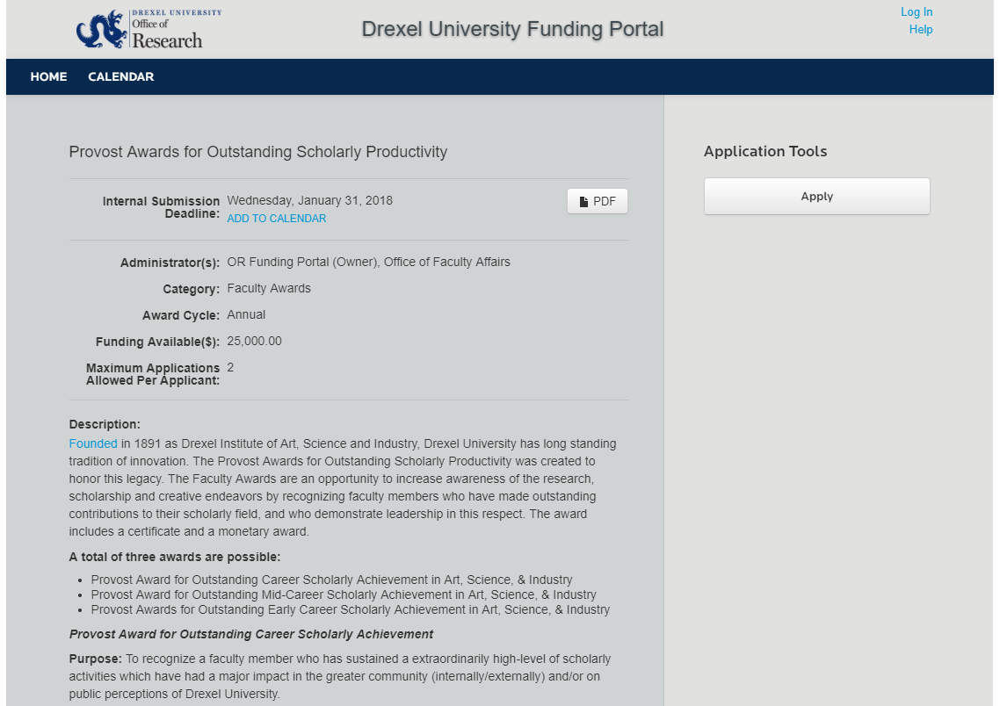 DREXEL UNIVERSITY
Office of
Research
Drexel University Funding Portal
Log In
Help
HOME CALENDAR
Provost Awards for Outstanding Scholarly Productivity
Internal Submission
Deadline:
Wednesday, January 31, 2018
ADD TO CALENDAR
PDF
Administrator(s): OR Funding Portal (Owner), Office of Faculty Affairs
Category: Faculty Awards
Award Cycle: Annual
Funding Available($): 25,000.00
Maximum Applications
Allowed Per Applicant:
2
Description:
Founded in 1891 as Drexel Institute of Art, Science and Industry, Drexel University has long standing
tradition of innovation. The Provost Awards for Outstanding Scholarly Productivity was created to
honor this legacy. The Faculty Awards are an opportunity to increase awareness of the research,
scholarship and creative endeavors by recognizing faculty members who have made outstanding
contributions to their scholarly field, and who demonstrate leadership in this respect. The award
includes a certificate and a monetary award.
A total of three awards are possible:
• Provost Award for Outstanding Career Scholarly Achievement in Art, Science, & Industry
• Provost Award for Outstanding Mid-Career Scholarly Achievement in Art, Science, & Industry
• Provost Awards for Outstanding Early Career Scholarly Achievement in Art, Science, & Industry
Provost Award for Outstanding Career Scholarly Achievement
Purpose: To recognize a faculty member who has sustained a extraordinarily high-level of scholarly
activities which have had a major impact in the greater community (internally/externally) and/or on
public perceptions of Drexel University.
Application Tools
Apply